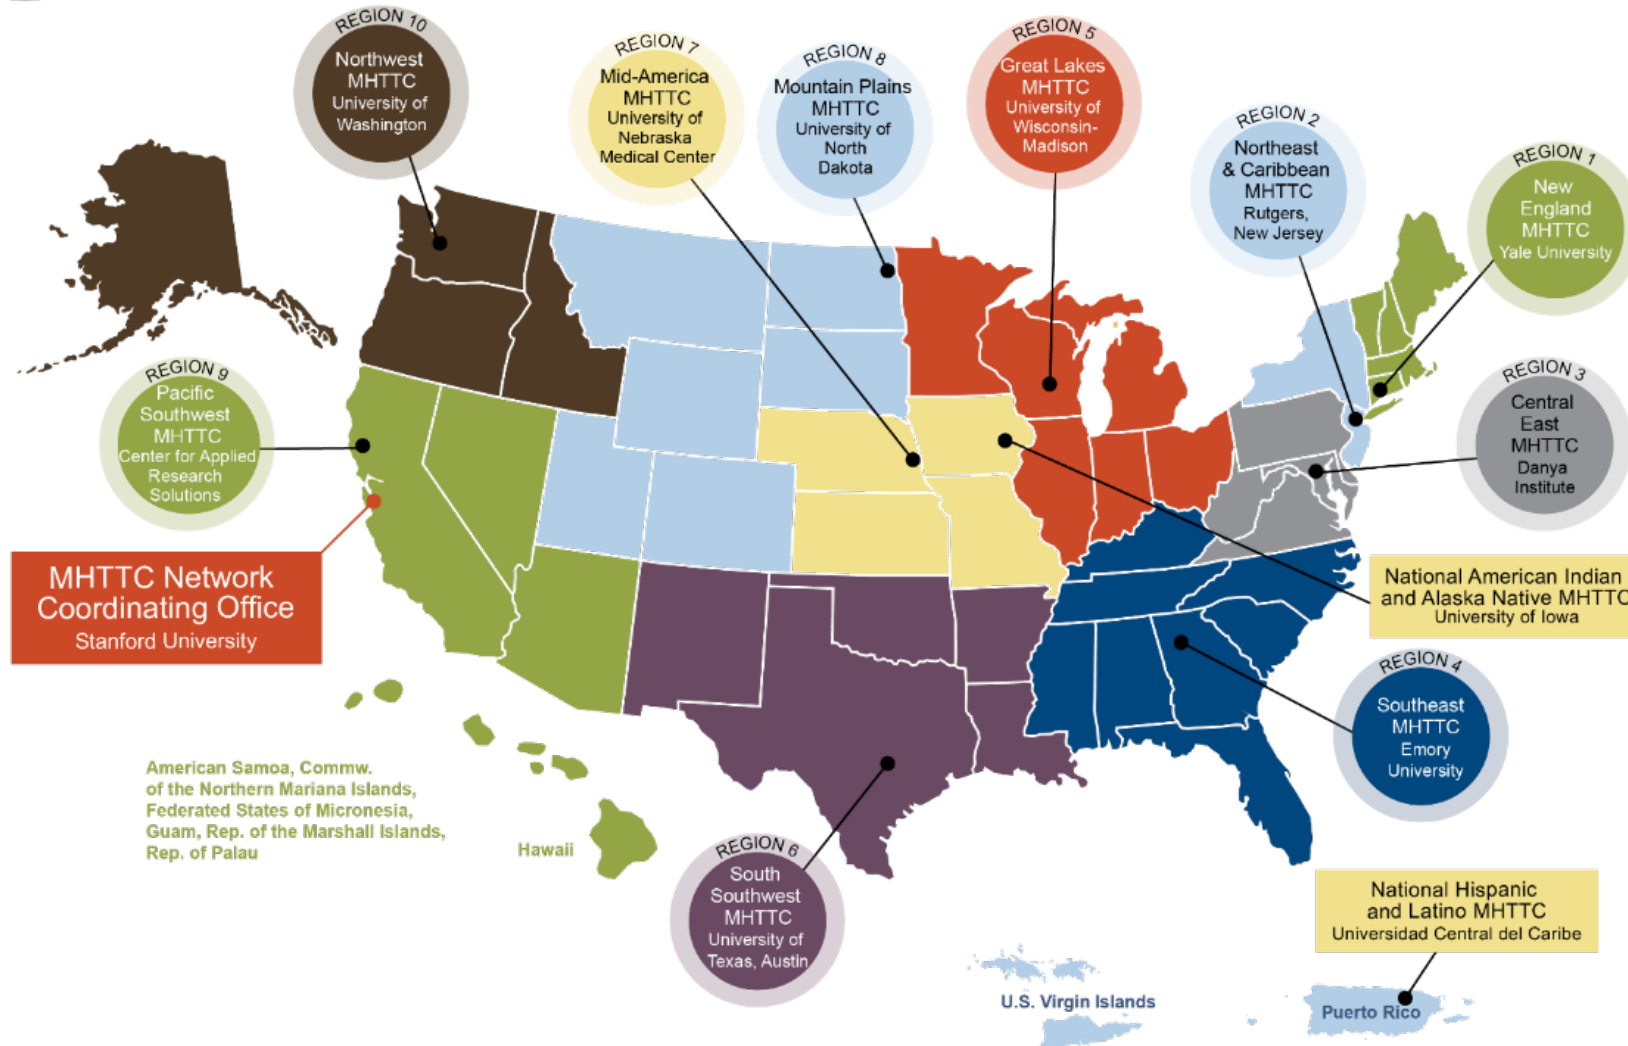 REGION 10
Northwest
MHTTC
University of
Washington
REGION 7
Mid-America
MHTTC
University of
Nebraska
Medical Center
REGION 8
Mountain Plains
MHTTC
University of
North
Dakota
REGION 5
Great Lakes
MHTTC
University of
Wisconsin-
Madison
REGION 2
Northeast
& Caribbean
MHTTC
Rutgers,
New Jersey
REGION 1
New
England
MHTTC
Yale University
REGION 9
Pacific
Southwest
MHTTC
Center for Applied
Research
Solutions
REGION 3
Central
East
MHTTC
Danya
Institute
MHTTC Network
Coordinating Office
Stanford University
National American Indian
and Alaska Native MHTTC
University of Iowa
REGION 4
Southeast
MHTTC
Emory
University
American Samoa, Commw.
of the Northern Mariana Islands,
Federated States of Micronesia,
Guam, Rep. of the Marshall Islands,
Rep. of Palau
Hawaii
REGION 6
South
Southwest
MHTTC
University of
Texas, Austin
National Hispanic
and Latino MHTTC
Universidad Central del Caribe
U.S. Virgin Islands
Puerto Rico